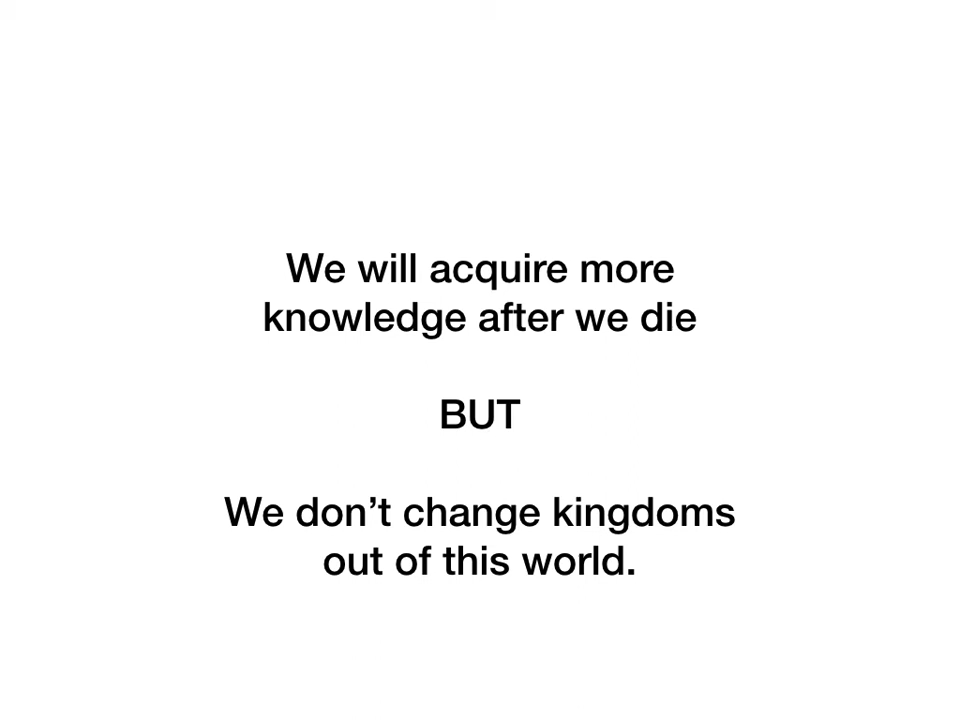 We will acquire more
knowledge after we die
BUT
We don’t change kingdoms
out of this world.